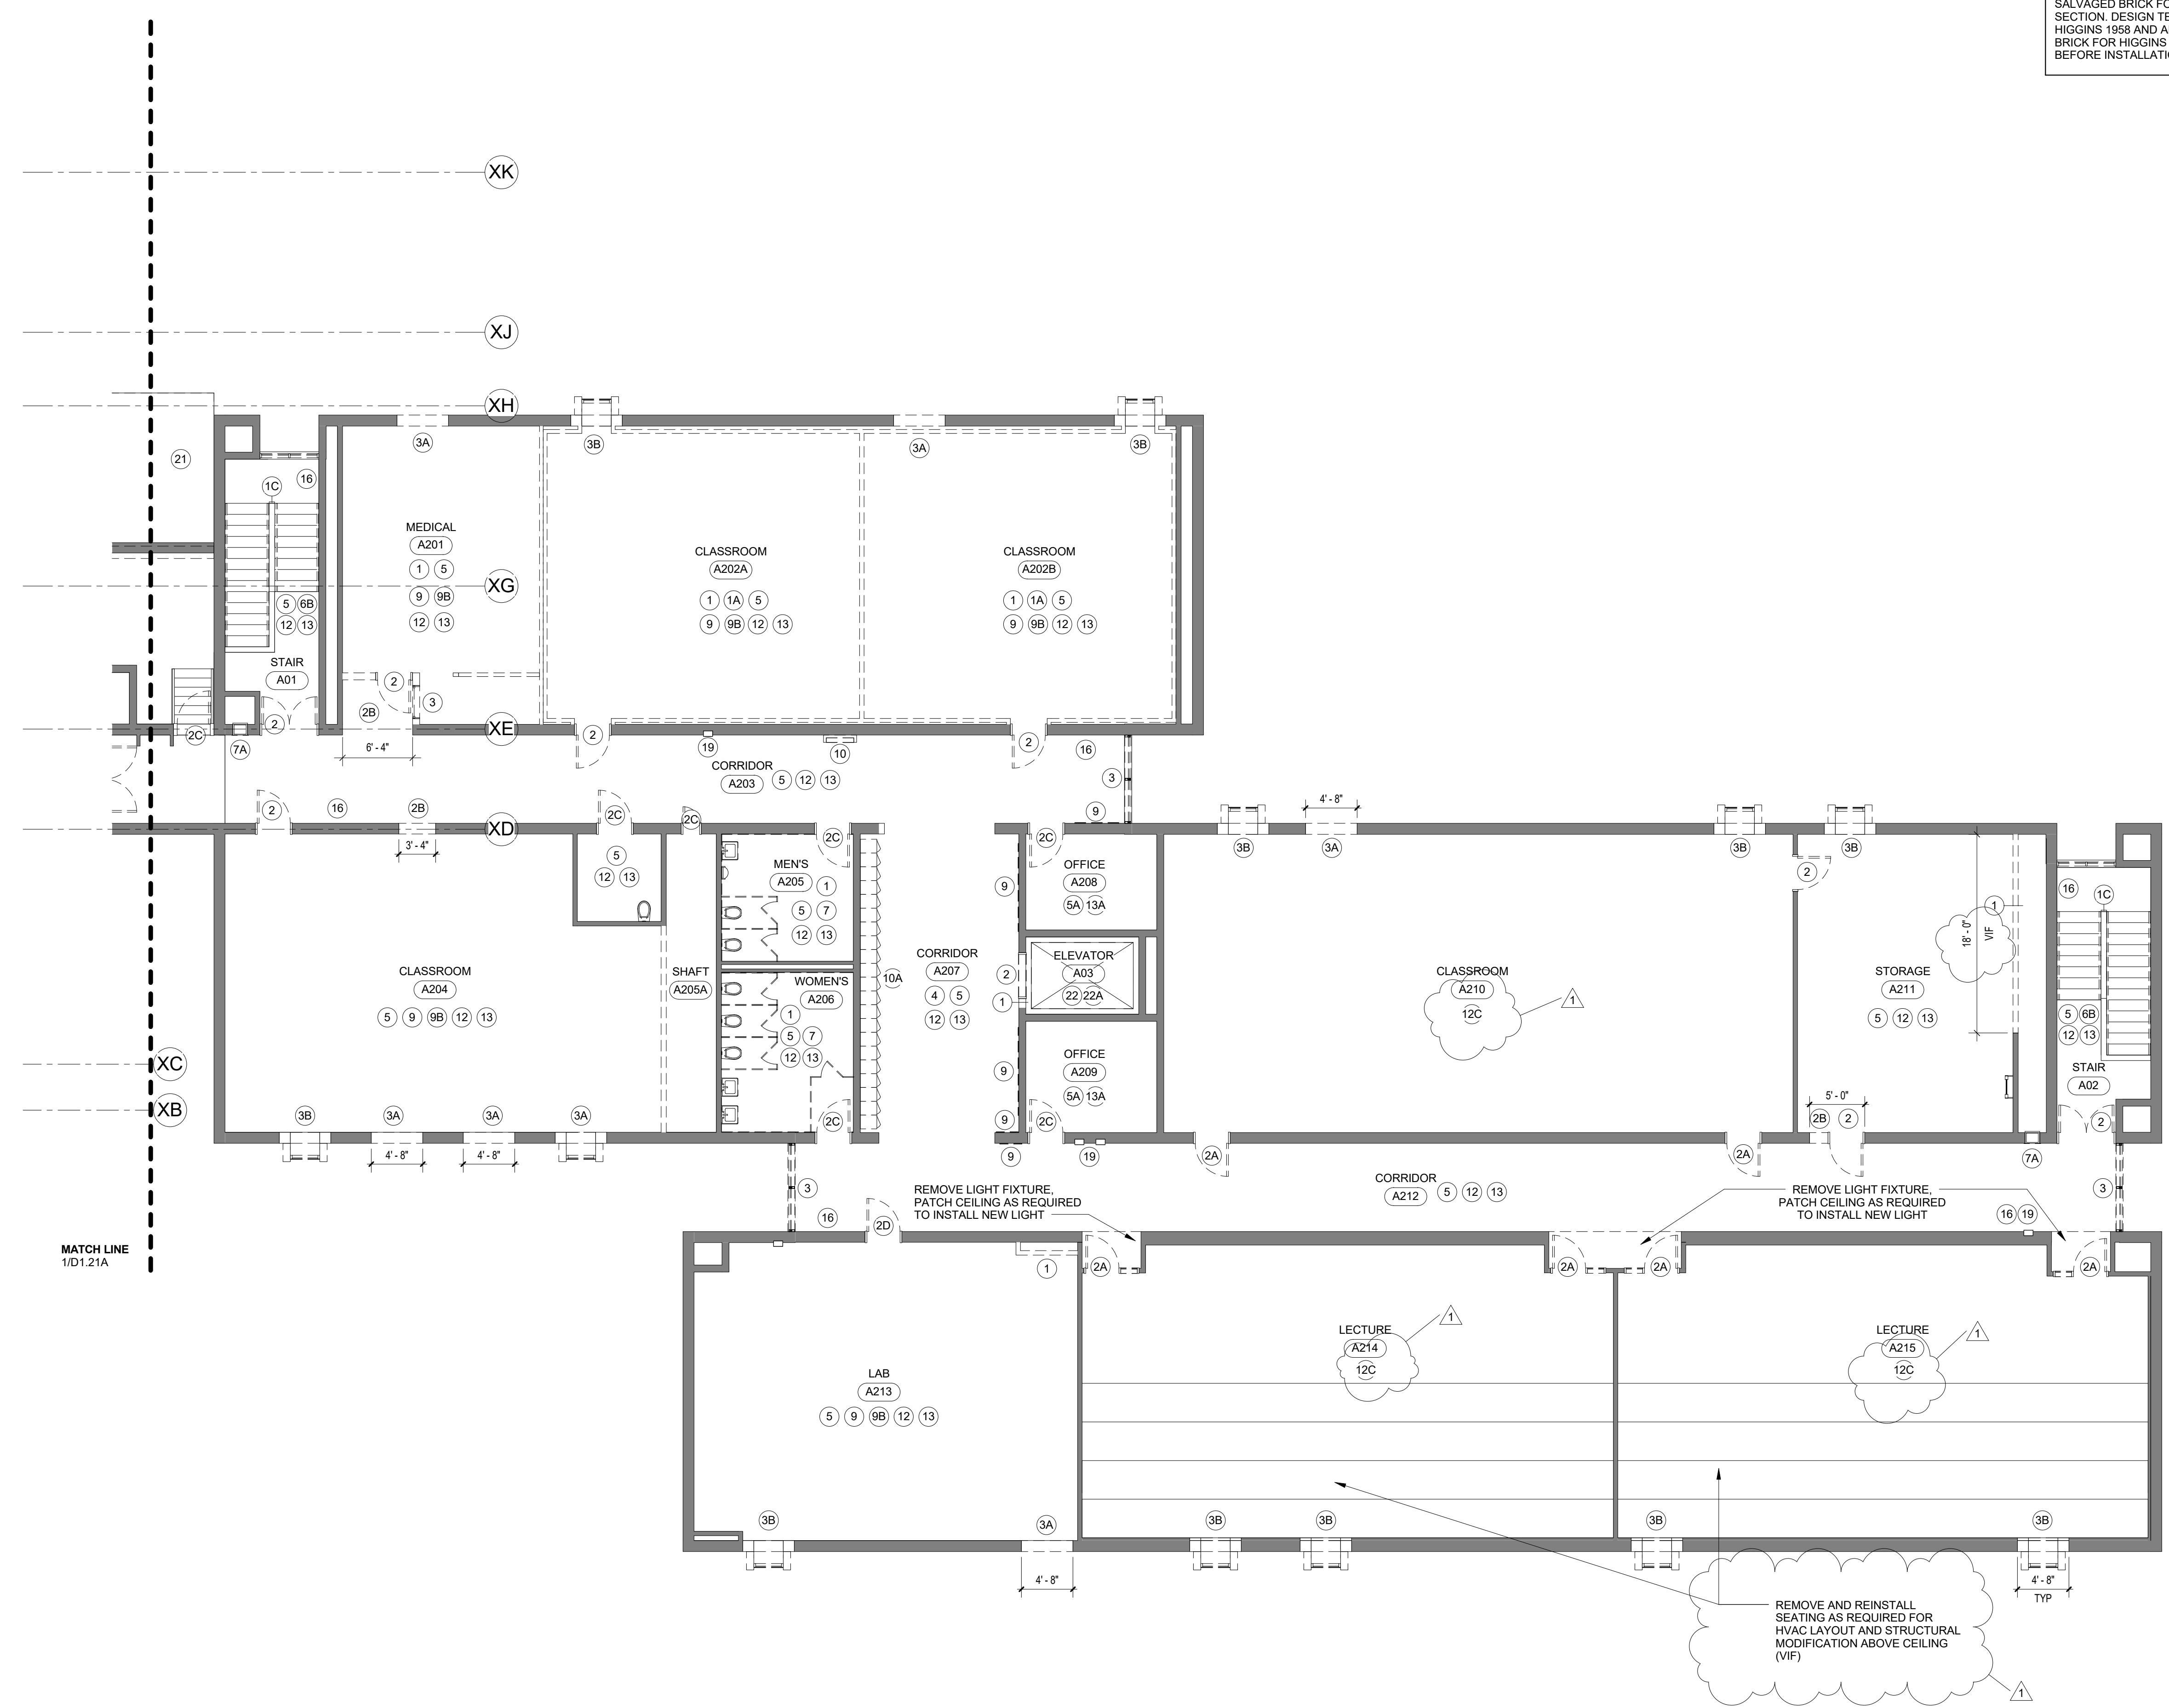 SALVAGED BRICK FO
SECTION. DESIGN TE
HIGGINS 1958 AND A
BRICK FOR HIGGINS
BEFORE INSTALLATI
XK
XJ
XH
3A
3B
3A
3B
21
16
1C
MEDICAL
A201
1 5
9 9B
12 13
CLASSROOM
A202A
1 1A 5
9 9B 12 13
CLASSROOM
A202B
1 1A 5
9 9B 12 13
XG
5 6B
12 13
STAIR
A01
2
3
2B
2C
7A
2
XE
6' - 4"
2
19
10
2
16
3
CORRIDOR
A203
5 12 13
2
16
2B
2C
2C
9
XD
3' - 4"
4' - 8"
5
12 13
2C
MEN'S
A205
1
5 7
12 13
2C
OFFICE
A208
5A 13A
9
3B
3A
3B
3B
2
16
1C
1
18' - 0"
VIF
CLASSROOM
A204
5 9 9B 12 13
SHAFT
A205A
WOMEN'S
A206
1
5 7
12 13
2C
10A
CORRIDOR
A207
4 5
12 13
2
1
ELEVATOR
A03
22 22A
CLASSROOM
A210
12C
1
STORAGE
A211
5 12 13
5 6B
12 13
STAIR
A02
XC
XB
OFFICE
A209
5A 13A
9
9
2C
9
19
5' - 0"
2B
2
2
3B
3A
3A
3A
4' - 8"
4' - 8"
2A
2A
7A
3
16
2D
CORRIDOR
A212
5 12 13
3
16 19
REMOVE LIGHT FIXTURE,
PATCH CEILING AS REQUIRED
TO INSTALL NEW LIGHT
REMOVE LIGHT FIXTURE,
PATCH CEILING AS REQUIRED
TO INSTALL NEW LIGHT
MATCH LINE
1/D1.21A
1
2A
2A
2A
2A
LAB
A213
5 9 9B 12 13
LECTURE
A214
12C
1
LECTURE
A215
12C
1
3B
3A
3B
3B
3B
3B
4' - 8"
4' - 8"
TYP
REMOVE AND REINSTALL
SEATING AS REQUIRED FOR
HVAC LAYOUT AND STRUCTURAL
MODIFICATION ABOVE CEILING
(VIF)
1